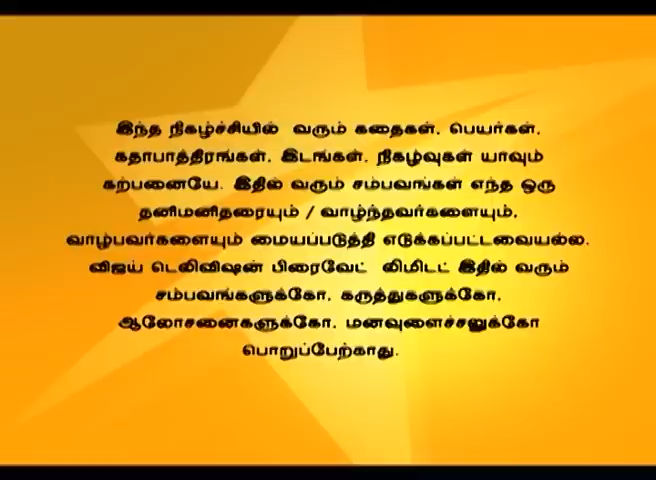 இந்த நிகழ்ச்சியில் வரும் கதைகள், பெயர்கள்,
கதாபாத்திரங்கள், இடங்கள், நிகழ்வுகள் யாவும்
கற்பனையே. இதில் வரும் சம்பவங்கள் எந்த ஒரு
தனிமனிதரையும் / வாழ்ந்தவர்களையும்,
வாழ்பவர்களையும் மையப்படுத்தி எடுக்கப்பட்டவையல்ல.
விஜய் டெலிவிஷன் பிரைவேட் லிமிடட் இதில் வரும்
சம்பவங்களுக்கோ, கருத்துகளுக்கோ,
ஆலோசனைகளுக்கோ, மனவுளைச்சலுக்கோ
பொறுப்பேற்காது.